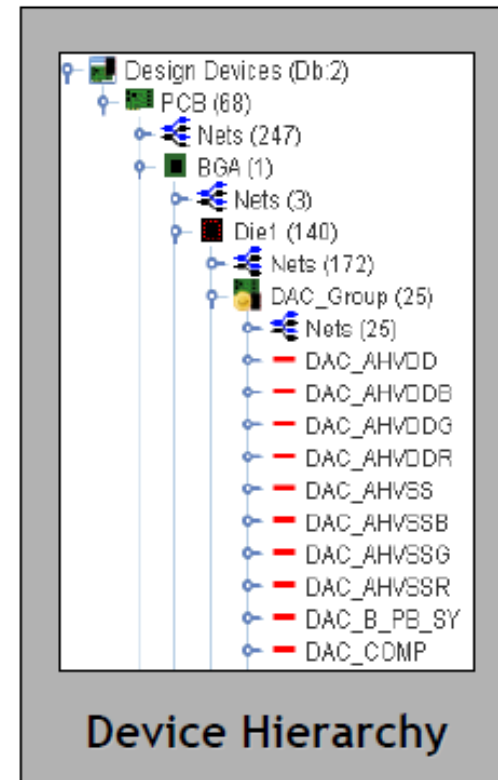 Design Devices (Db:2)
PCB (68)
Nets (247)
BGA (1)
Nets (3)
Die1 (140)
Nets (172)
DAC_Group (25)
Nets (25)
DAC_AHVDD
DAC_AHVDDB
DAC_AHVDDG
DAC_AHVDDR
DAC_AHVSS
DAC_AHVSSB
DAC_AHVSSG
DAC_AHVSSR
DAC_B_PB_SY
DAC_COMP
Device Hierarchy